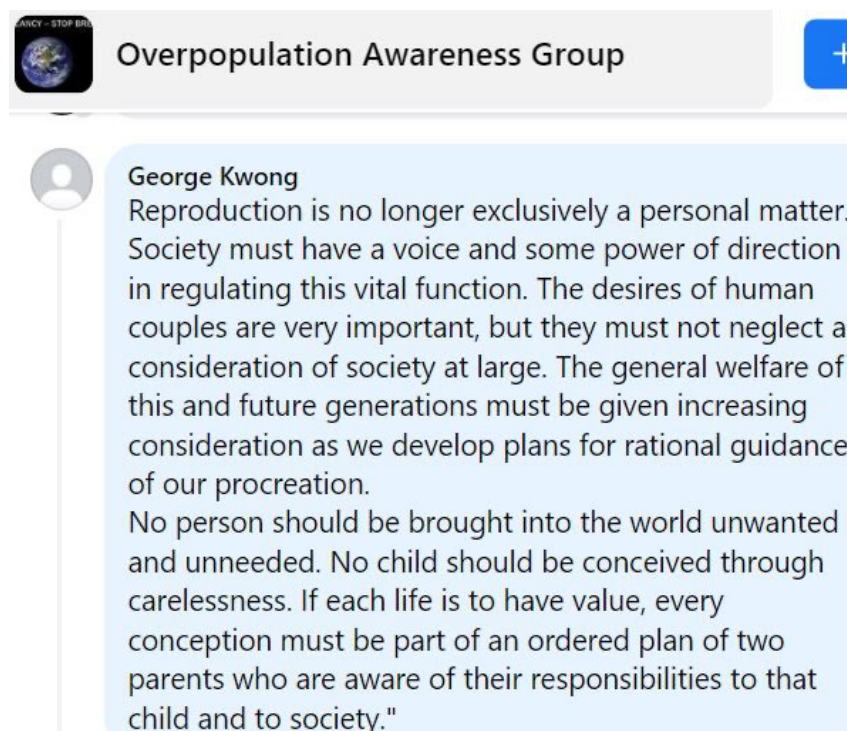 ANCY – STOP BRE
Overpopulation Awareness Group
+
George Kwong
Reproduction is no longer exclusively a personal matter.
Society must have a voice and some power of direction
in regulating this vital function. The desires of human
couples are very important, but they must not neglect a
consideration of society at large. The general welfare of
this and future generations must be given increasing
consideration as we develop plans for rational guidance
of our procreation.
No person should be brought into the world unwanted
and unneeded. No child should be conceived through
carelessness. If each life is to have value, every
conception must be part of an ordered plan of two
parents who are aware of their responsibilities to that
child and to society."